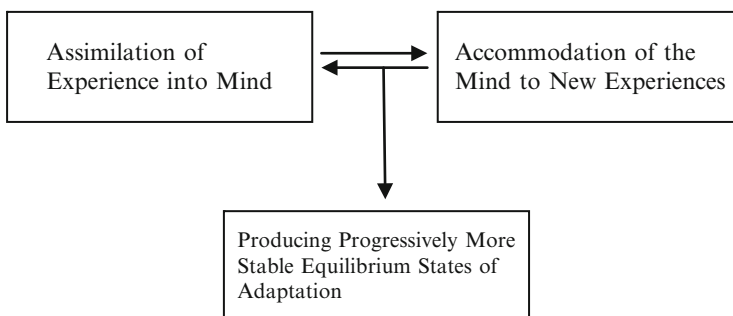 Assimilation of
Experience into Mind
Accommodation of the
Mind to New Experiences
Producing Progressively More
Stable Equilibrium States of
Adaptation